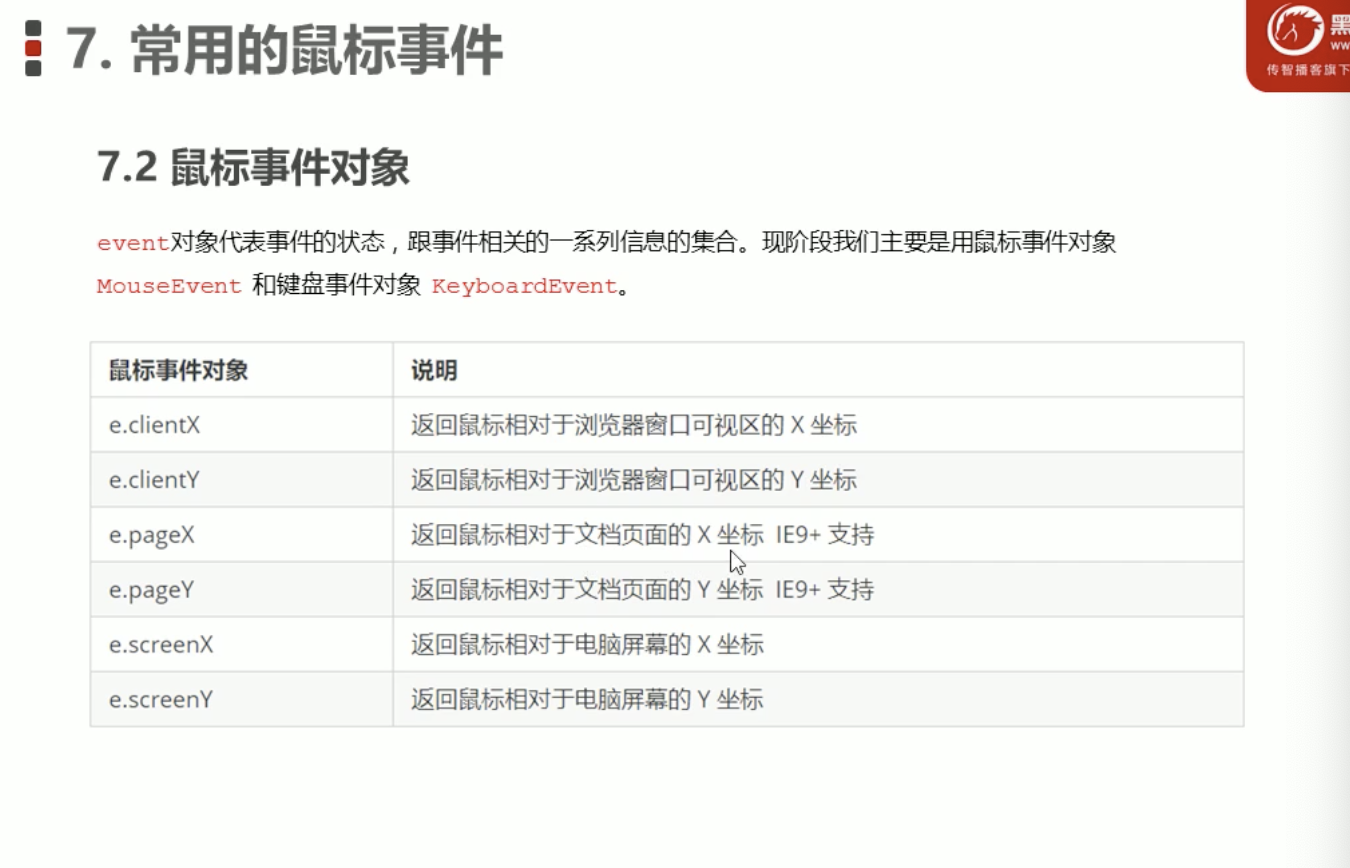 7. 常用的鼠标事件
黑
ww
传智播客旗下
7.2 鼠标事件对象
event对象代表事件的状态，跟事件相关的一系列信息的集合。现阶段我们主要是用鼠标事件对象
MouseEvent 和键盘事件对象 KeyboardEvent。
鼠标事件对象 说明
e.clientX 返回鼠标相对于浏览器窗口可视区的 X 坐标
e.clientY 返回鼠标相对于浏览器窗口可视区的 Y 坐标
e.pageX 返回鼠标相对于文档页面的 X 坐标 IE9+ 支持
e.pageY 返回鼠标相对于文档页面的 Y 坐标 IE9+ 支持
e.screenX 返回鼠标相对于电脑屏幕的 X 坐标
e.screenY 返回鼠标相对于电脑屏幕的 Y 坐标